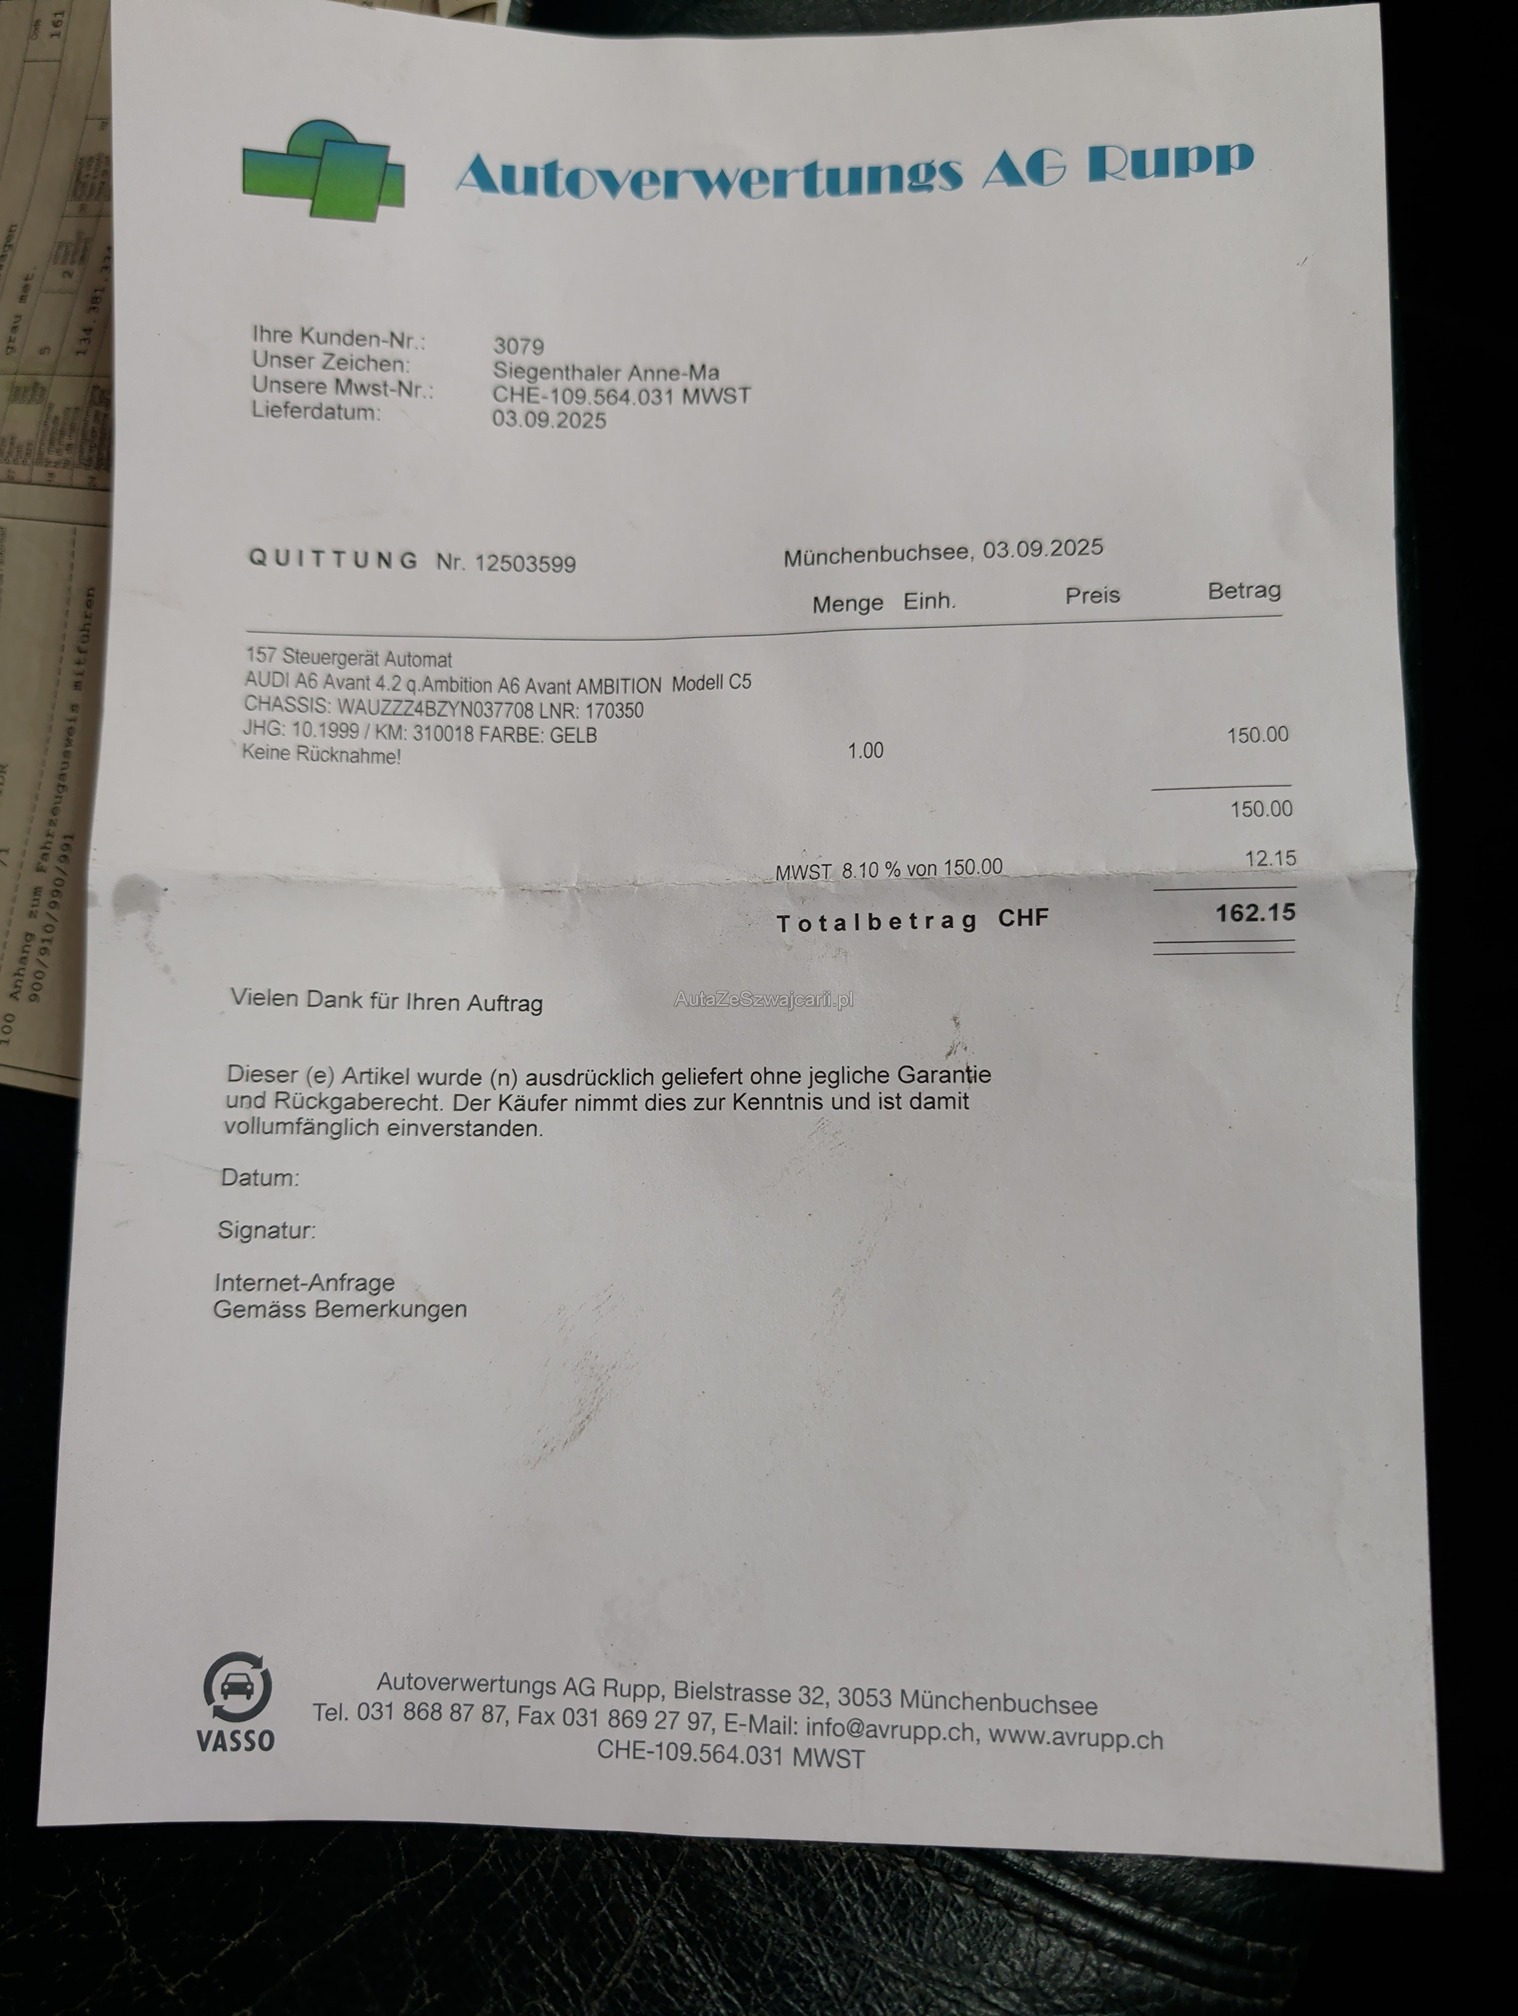 161
grau mat.
5
2
134.381.334
100 Anhang zum Fahrzeugausweis mitführen
900/910/990/991
Autoverwertungs AG Rupp
Ihre Kunden-Nr.: 3079
Unser Zeichen: Siegenthaler Anne-Ma
Unsere Mwst-Nr.: CHE-109.564.031 MWST
Lieferdatum: 03.09.2025
QUITTUNG Nr. 12503599 Münchenbuchsee, 03.09.2025
Menge Einh. Preis Betrag
157 Steuergerät Automat
AUDI A6 Avant 4.2 q.Ambition A6 Avant AMBITION Modell C5
CHASSIS: WAUZZZ4BZYN037708 LNR: 170350
JHG: 10.1999 / KM: 310018 FARBE: GELB
Keine Rücknahme! 1.00 150.00
150.00
MWST 8.10 % von 150.00 12.15
Totalbetrag CHF 162.15
Vielen Dank für Ihren Auftrag
AutaZeSzwajcarii.pl
Dieser (e) Artikel wurde (n) ausdrücklich geliefert ohne jegliche Garantie
und Rückgaberecht. Der Käufer nimmt dies zur Kenntnis und ist damit
vollumfänglich einverstanden.
Datum:
Signatur:
Internet-Anfrage
Gemäss Bemerkungen
VASSO
Autoverwertungs AG Rupp, Bielstrasse 32, 3053 Münchenbuchsee
Tel. 031 868 87 87, Fax 031 869 27 97, E-Mail: info@avrupp.ch, www.avrupp.ch
CHE-109.564.031 MWST